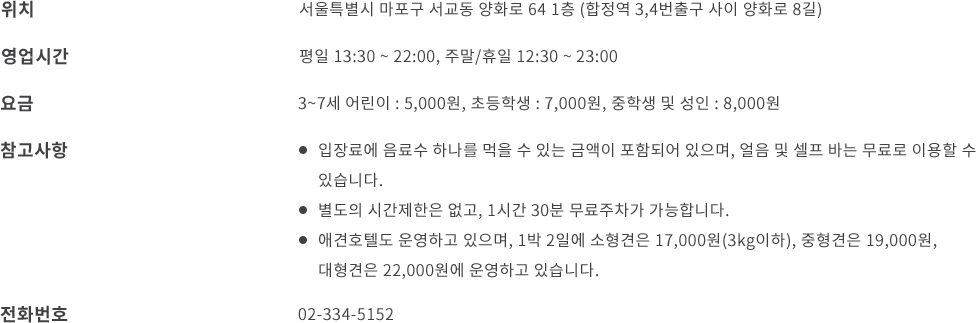 위치 서울특별시 마포구 서교동 양화로 64 1층 (합정역 3,4번출구 사이 양화로 8길)
영업시간 평일 13:30 ~ 22:00, 주말/휴일 12:30 ~ 23:00
요금 3~7세 어린이 : 5,000원, 초등학생 : 7,000원, 중학생 및 성인 : 8,000원
참고사항 ● 입장료에 음료수 하나를 먹을 수 있는 금액이 포함되어 있으며, 얼음 및 셀프 바는 무료로 이용할 수
있습니다.
● 별도의 시간제한은 없고, 1시간 30분 무료주차가 가능합니다.
● 애견호텔도 운영하고 있으며, 1박 2일에 소형견은 17,000원(3kg이하), 중형견은 19,000원,
대형견은 22,000원에 운영하고 있습니다.
전화번호 02-334-5152